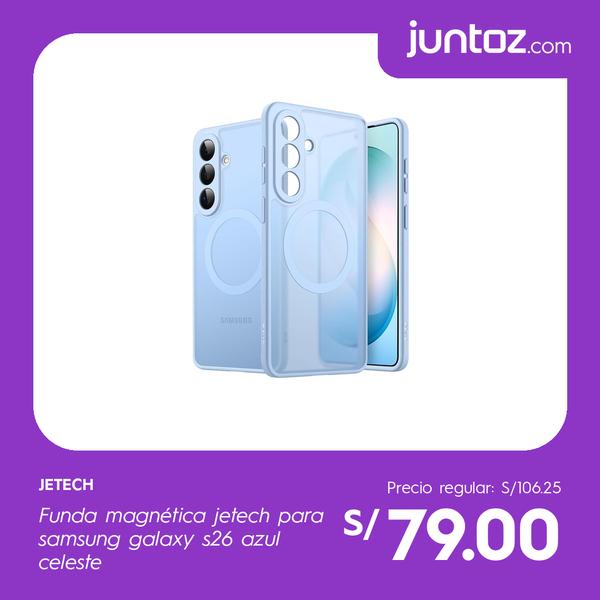 juntoz.com
SAMSUNG
JETECH
Funda magnética jetech para
samsung galaxy s26 azul
celeste
Precio regular: S/106.25
S/79.00